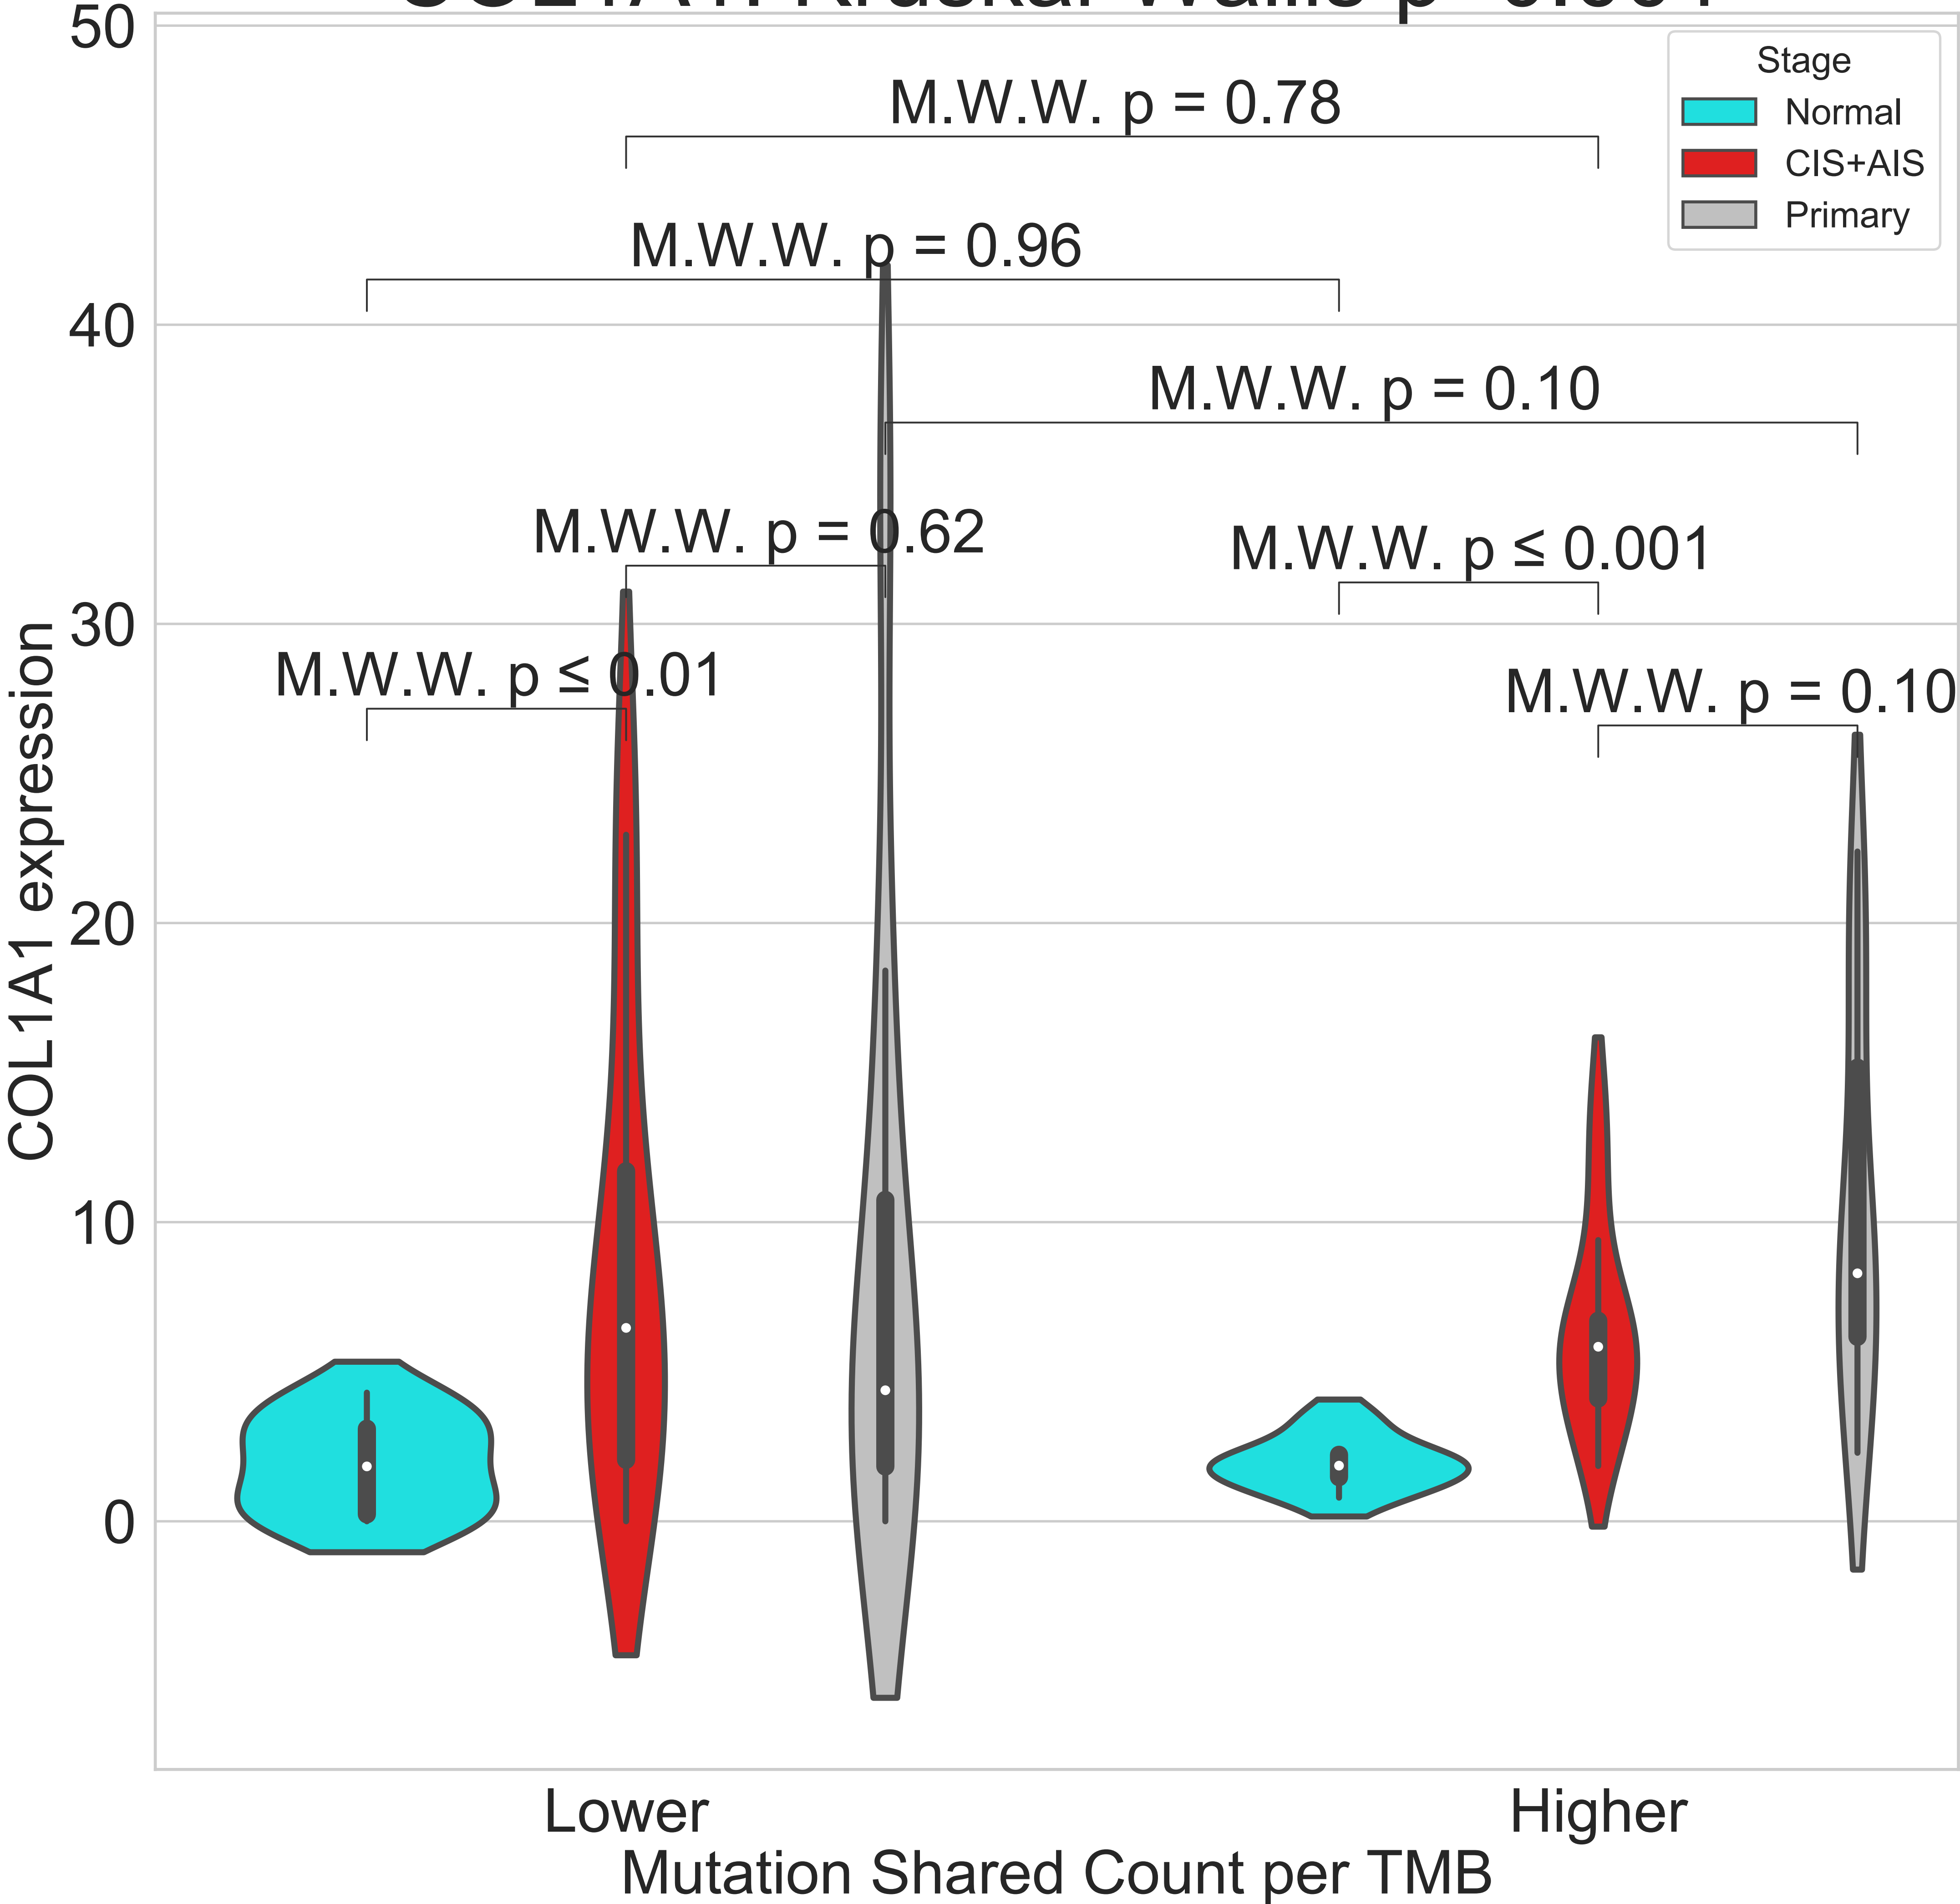 50
Stage
Normal
CIS+AIS
Primary
M.W.W. p = 0.78
M.W.W. p = 0.96
40
M.W.W. p = 0.10
M.W.W. p = 0.62
M.W.W. p ≤ 0.001
30
M.W.W. p ≤ 0.01
M.W.W. p = 0.10
COL1A1 expression
20
10
0
Lower
Higher
Mutation Shared Count per TMB